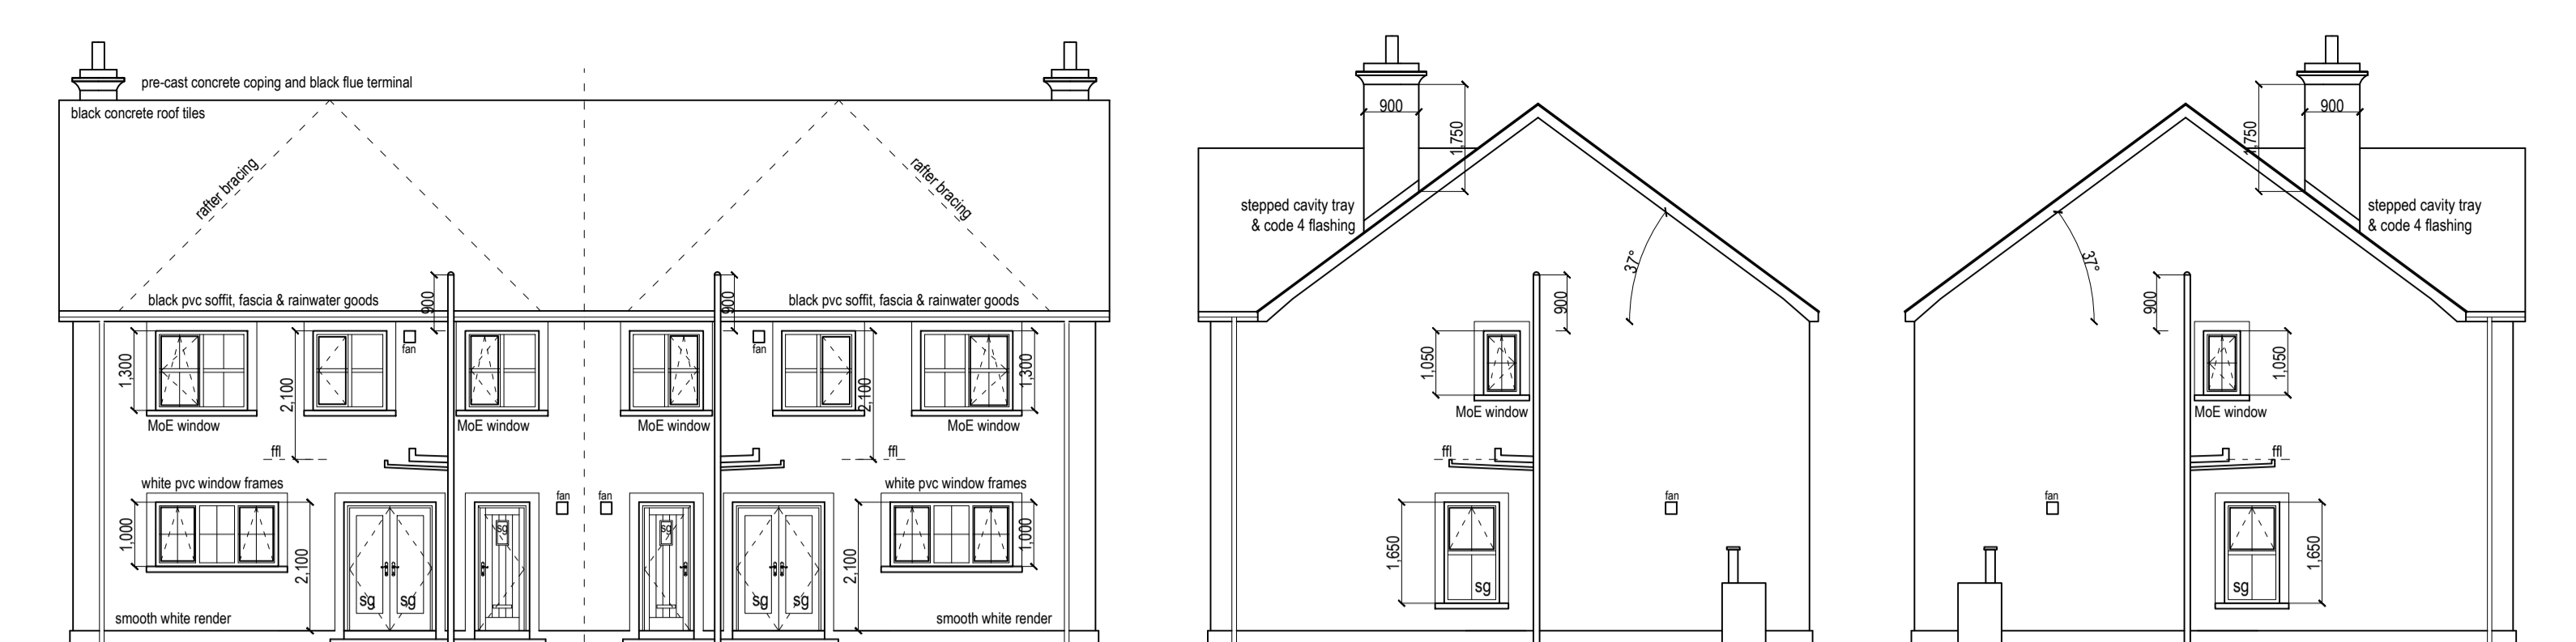 pre-cast concrete coping and black flue terminal
black concrete roof tiles
rafter bracing
rafter bracing
black pvc soffit, fascia & rainwater goods
900
900
black pvc soffit, fascia & rainwater goods
fan
fan
1,300
2,100
2,100
1,300
MoE window
MoE window
MoE window
MoE window
ffl
ffl
white pvc window frames
white pvc window frames
fan
fan
1,000
2,100
sg
sg
2,100
1,000
sg
sg
sg
sg
smooth white render
smooth white render
900
1,750
stepped cavity tray
& code 4 flashing
37°
900
1,050
MoE window
ffl
fan
1,650
sg
900
1,750
stepped cavity tray
& code 4 flashing
37°
900
1,050
MoE window
ffl
fan
1,650
sg